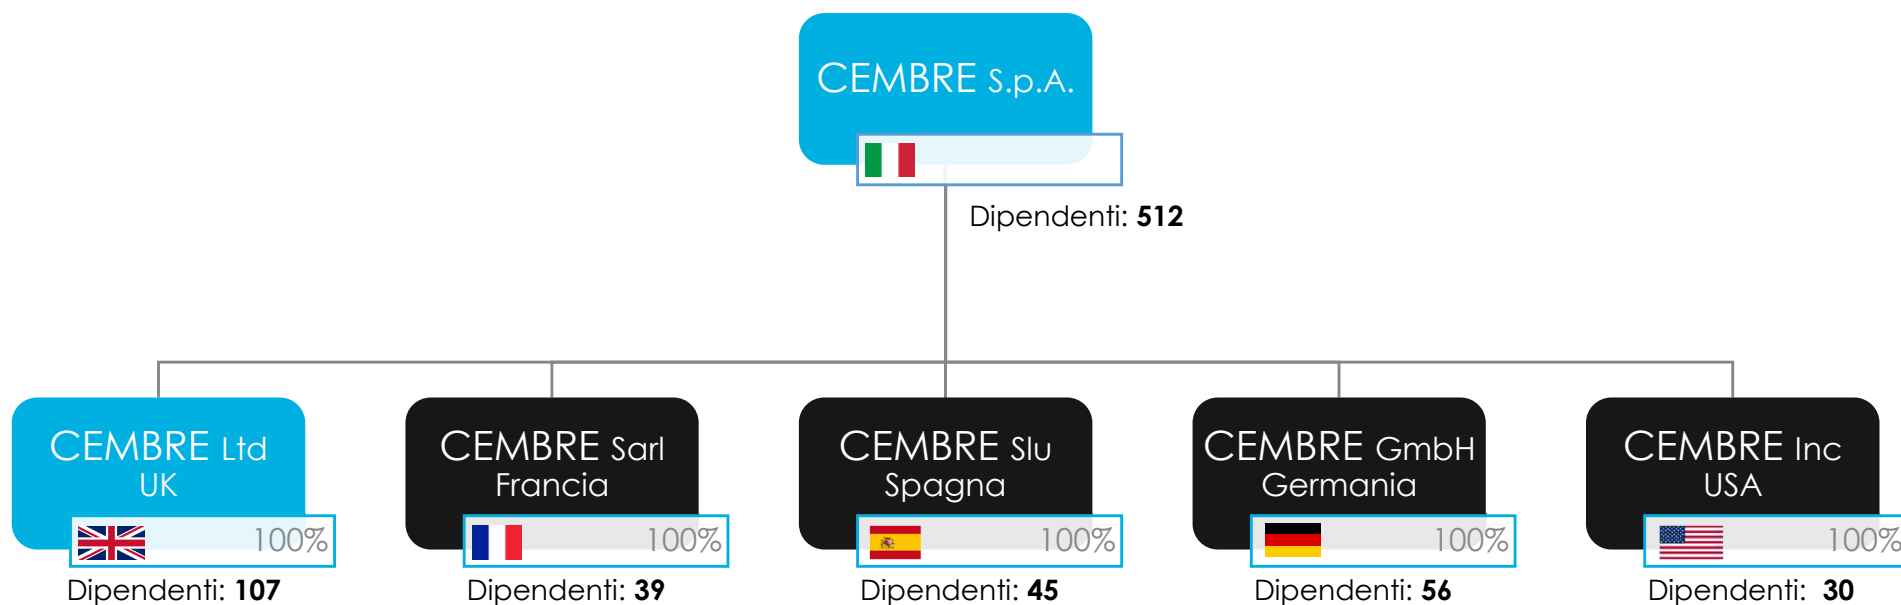 CEMBRE S.p.A.
Dipendenti: 512
CEMBRE Ltd
UK
100%
Dipendenti: 107
CEMBRE Sarl
Francia
100%
Dipendenti: 39
CEMBRE Slu
Spagna
100%
Dipendenti: 45
CEMBRE GmbH
Germania
100%
Dipendenti: 56
CEMBRE Inc
USA
100%
Dipendenti: 30